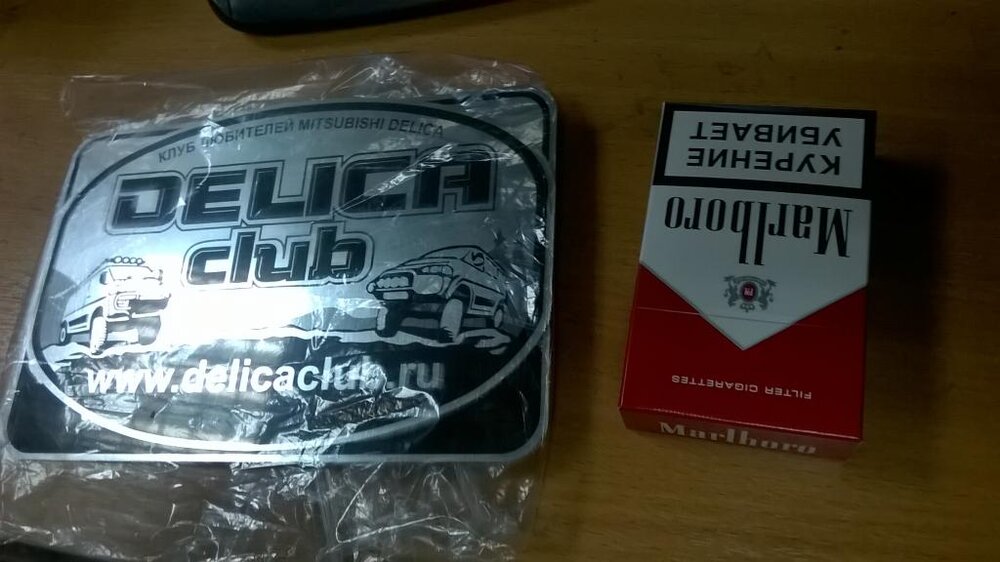 КЛУБ ЛЮБИТЕЛЕЙ MITSUBISHI DELICA
DELICA
club
www.delicaclub.ru
КУРЕНИЕ
УБИВАЕТ
Marlboro
FILTER CIGARETTES
Marlboro